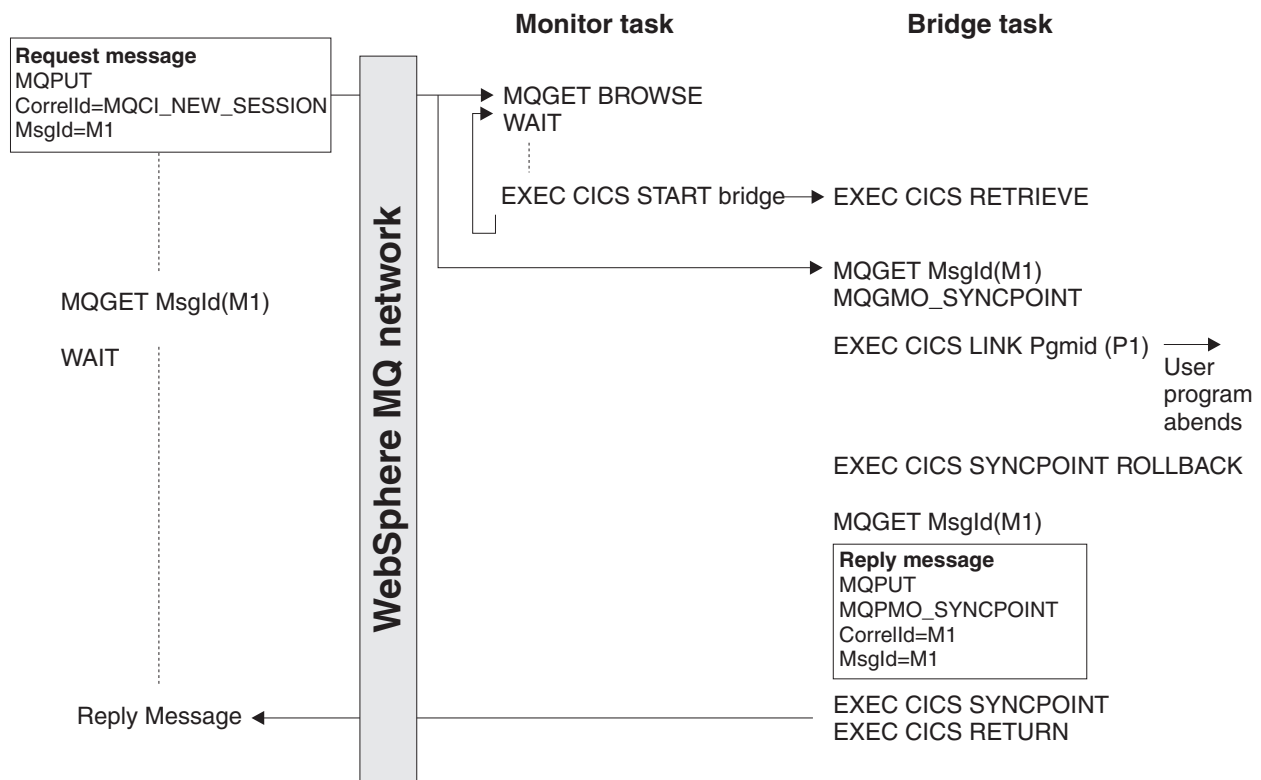 Monitor task
Bridge task
Request message
MQPUT
CorrelId=MQCI_NEW_SESSION
MsgId=M1
MQGET BROWSE
WAIT
EXEC CICS START bridge
EXEC CICS RETRIEVE
MQGET MsgId(M1)
MQGMO_SYNCPOINT
MQGET MsgId(M1)
WAIT
WebSphere MQ network
EXEC CICS LINK Pgmid (P1)
User
program
abends
EXEC CICS SYNCPOINT ROLLBACK
MQGET MsgId(M1)
Reply message
MQPUT
MQPMO_SYNCPOINT
CorrelId=M1
MsgId=M1
EXEC CICS SYNCPOINT
EXEC CICS RETURN
Reply Message